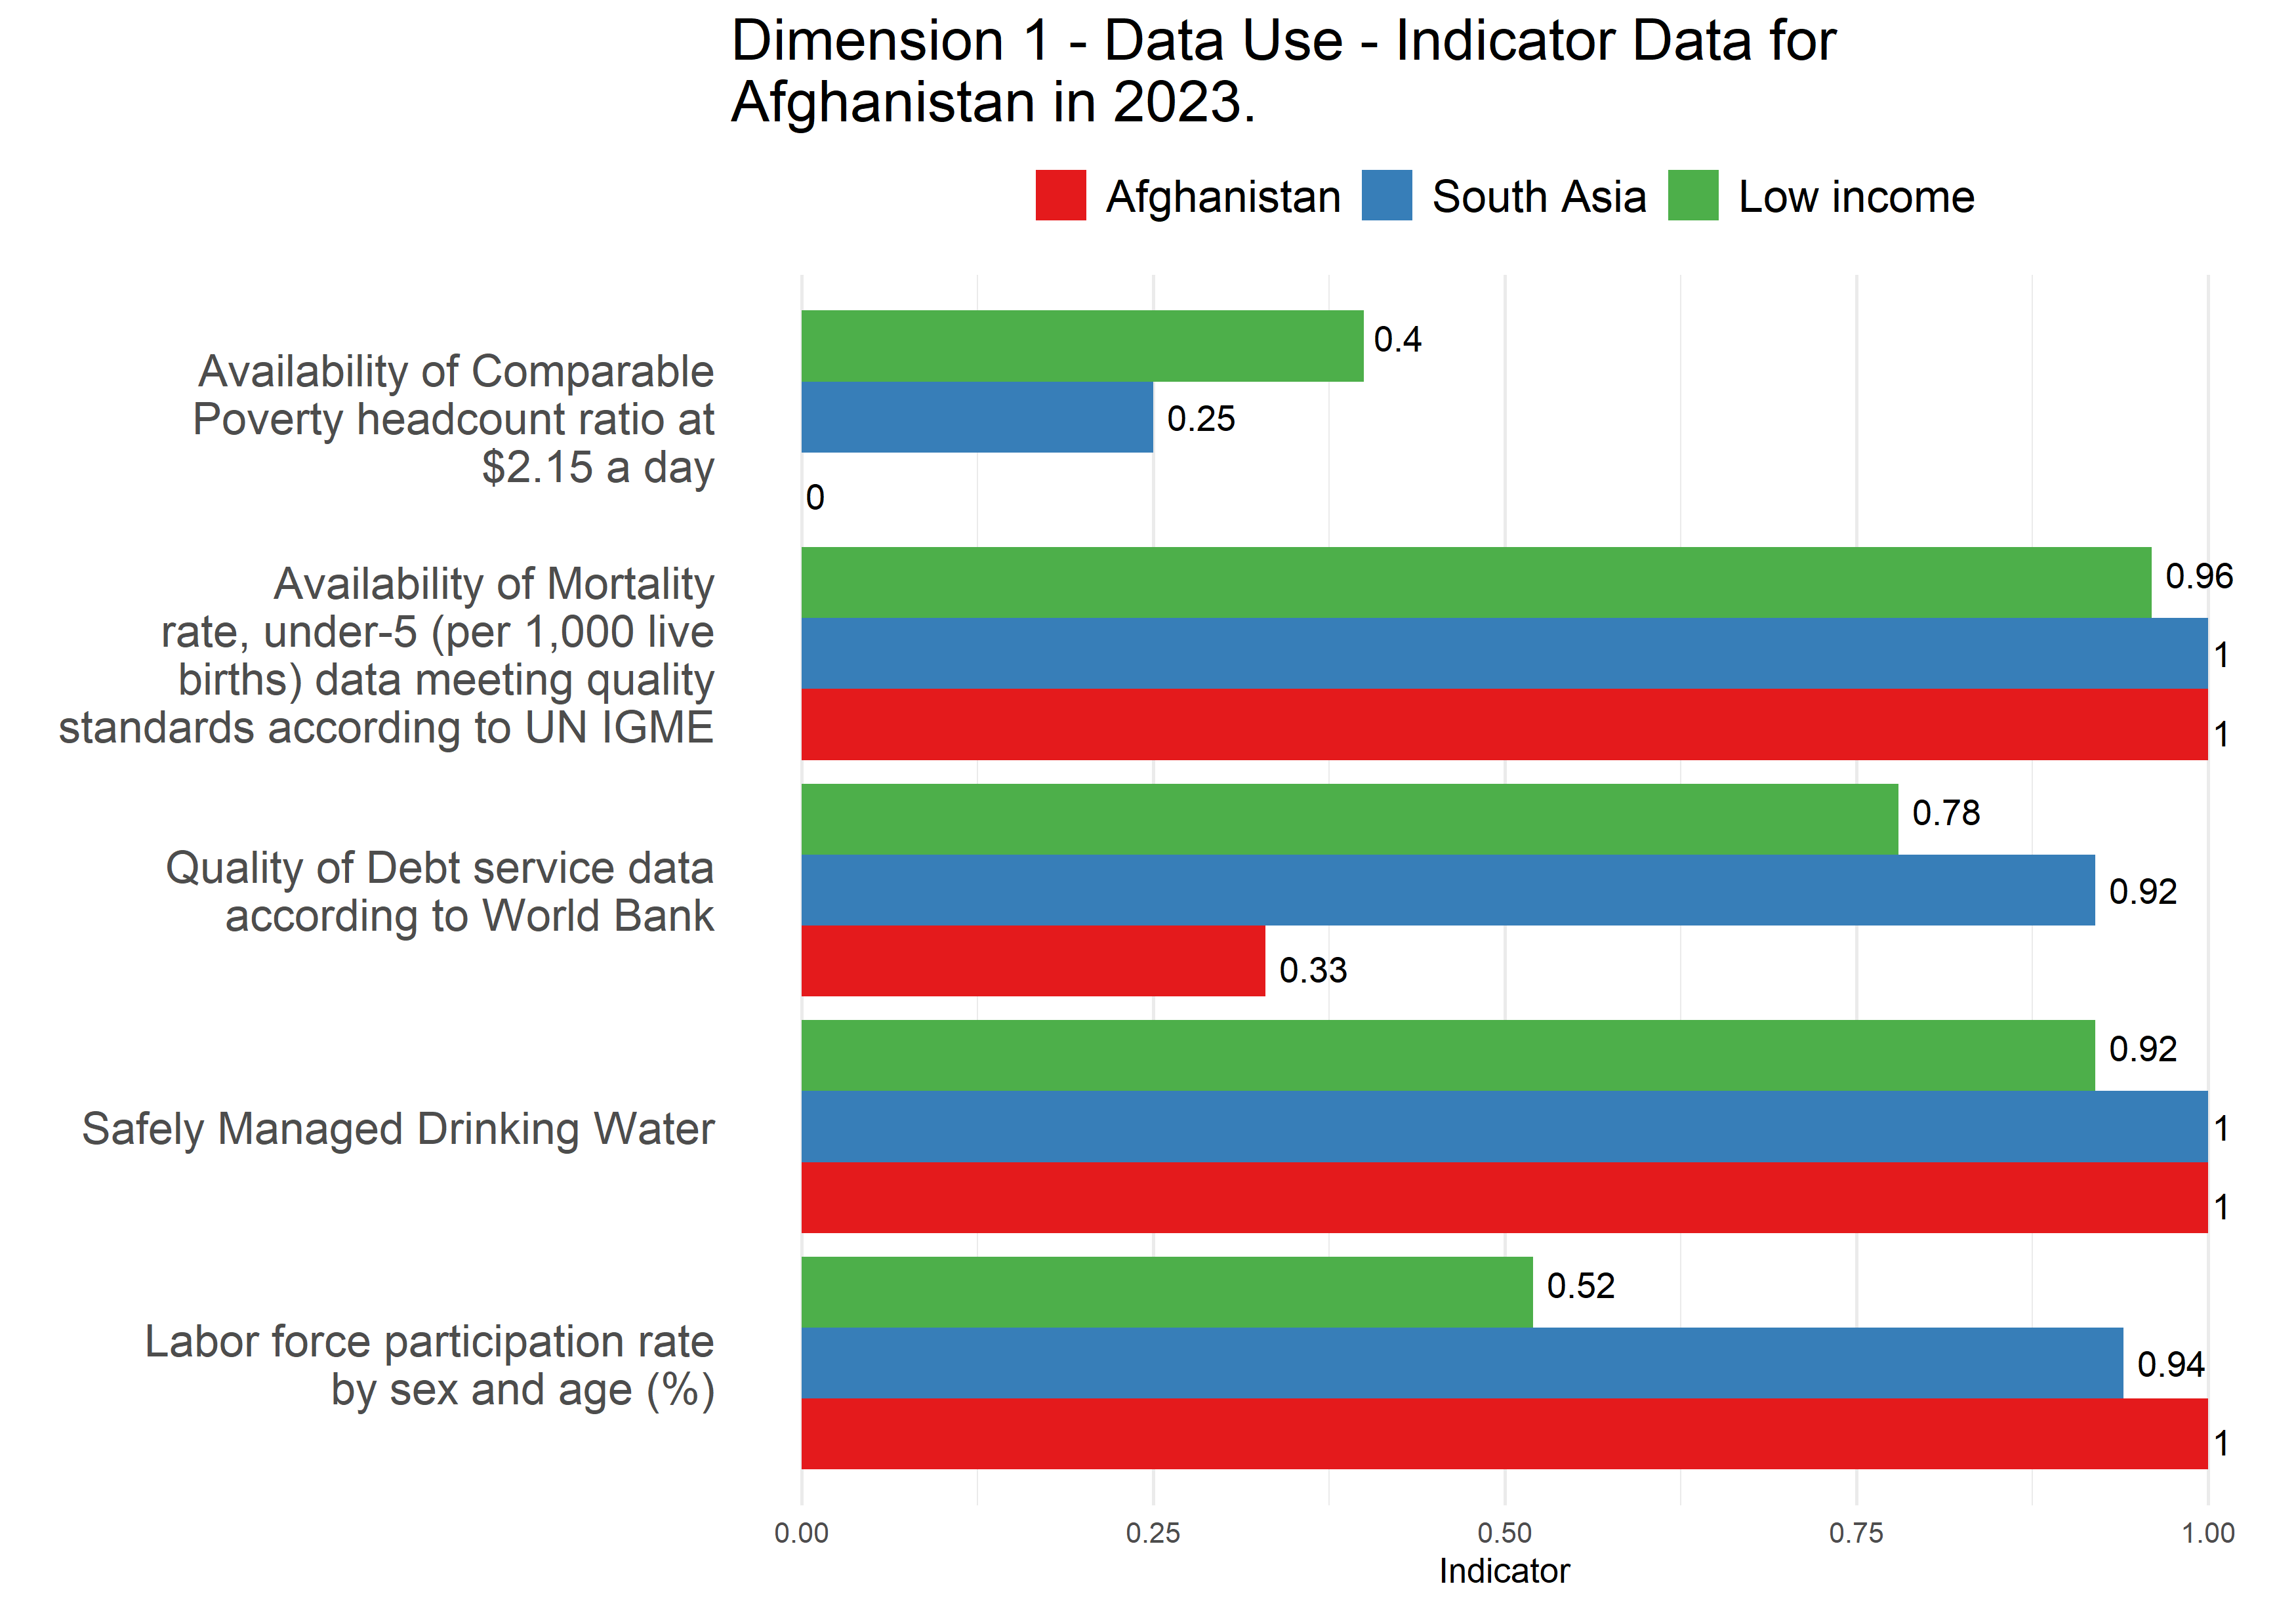 Dimension 1 - Data Use - Indicator Data for
Afghanistan in 2023.
Afghanistan South Asia Low income
Availability of Comparable
Poverty headcount ratio at
$2.15 a day
0.4
0.25
0
Availability of Mortality
rate, under-5 (per 1,000 live
births) data meeting quality
standards according to UN IGME
0.96
1
1
Quality of Debt service data
according to World Bank
0.78
0.92
0.33
Safely Managed Drinking Water
0.92
1
1
Labor force participation rate
by sex and age (%)
0.52
0.94
1
0.00 0.25 0.50 0.75 1.00
Indicator